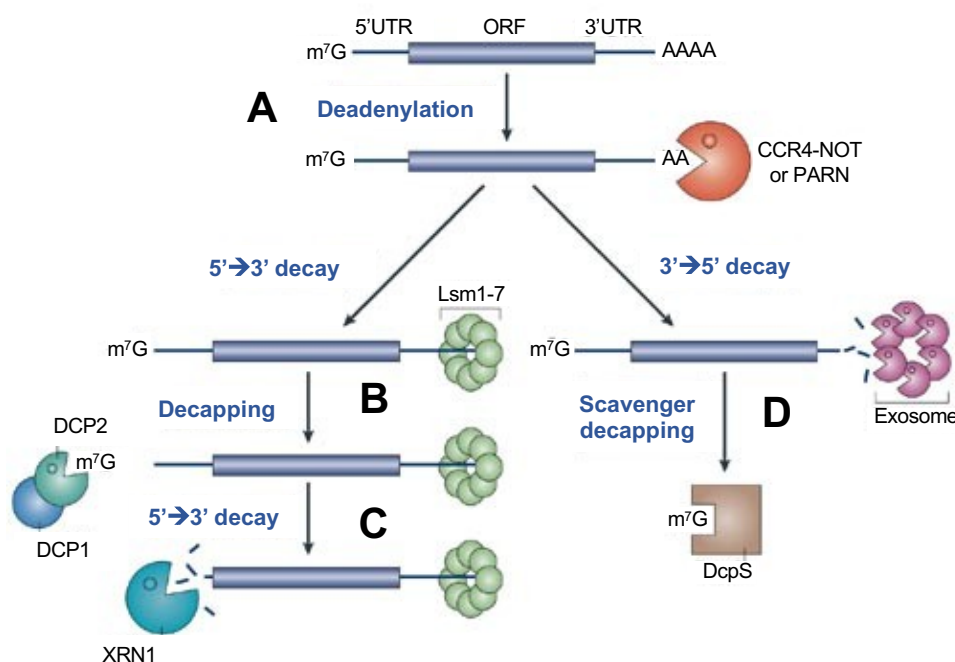 5’UTR ORF 3’UTR
m⁷G AAAA
A Deadenylation
m⁷G AA
CCR4-NOT
or PARN
5’➔3’ decay
3’➔5’ decay
Lsm1-7
m⁷G
m⁷G
Exosome
Decapping B
Scavenger
decapping
D
DCP2
m⁷G
DCP1
5’➔3’ decay C
m⁷G
DcpS
XRN1